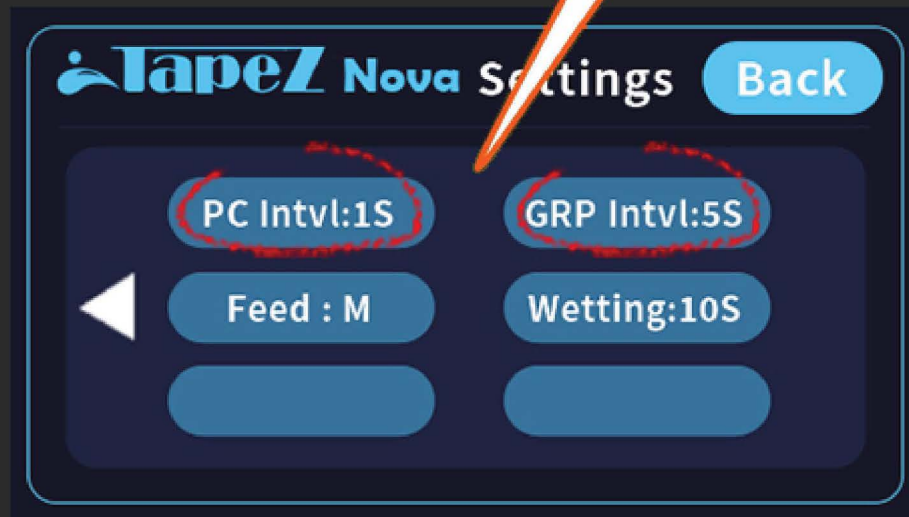 TapeZ Nova Settings Back
PC Intvl:1S GRP Intvl:5S
Feed : M Wetting:10S